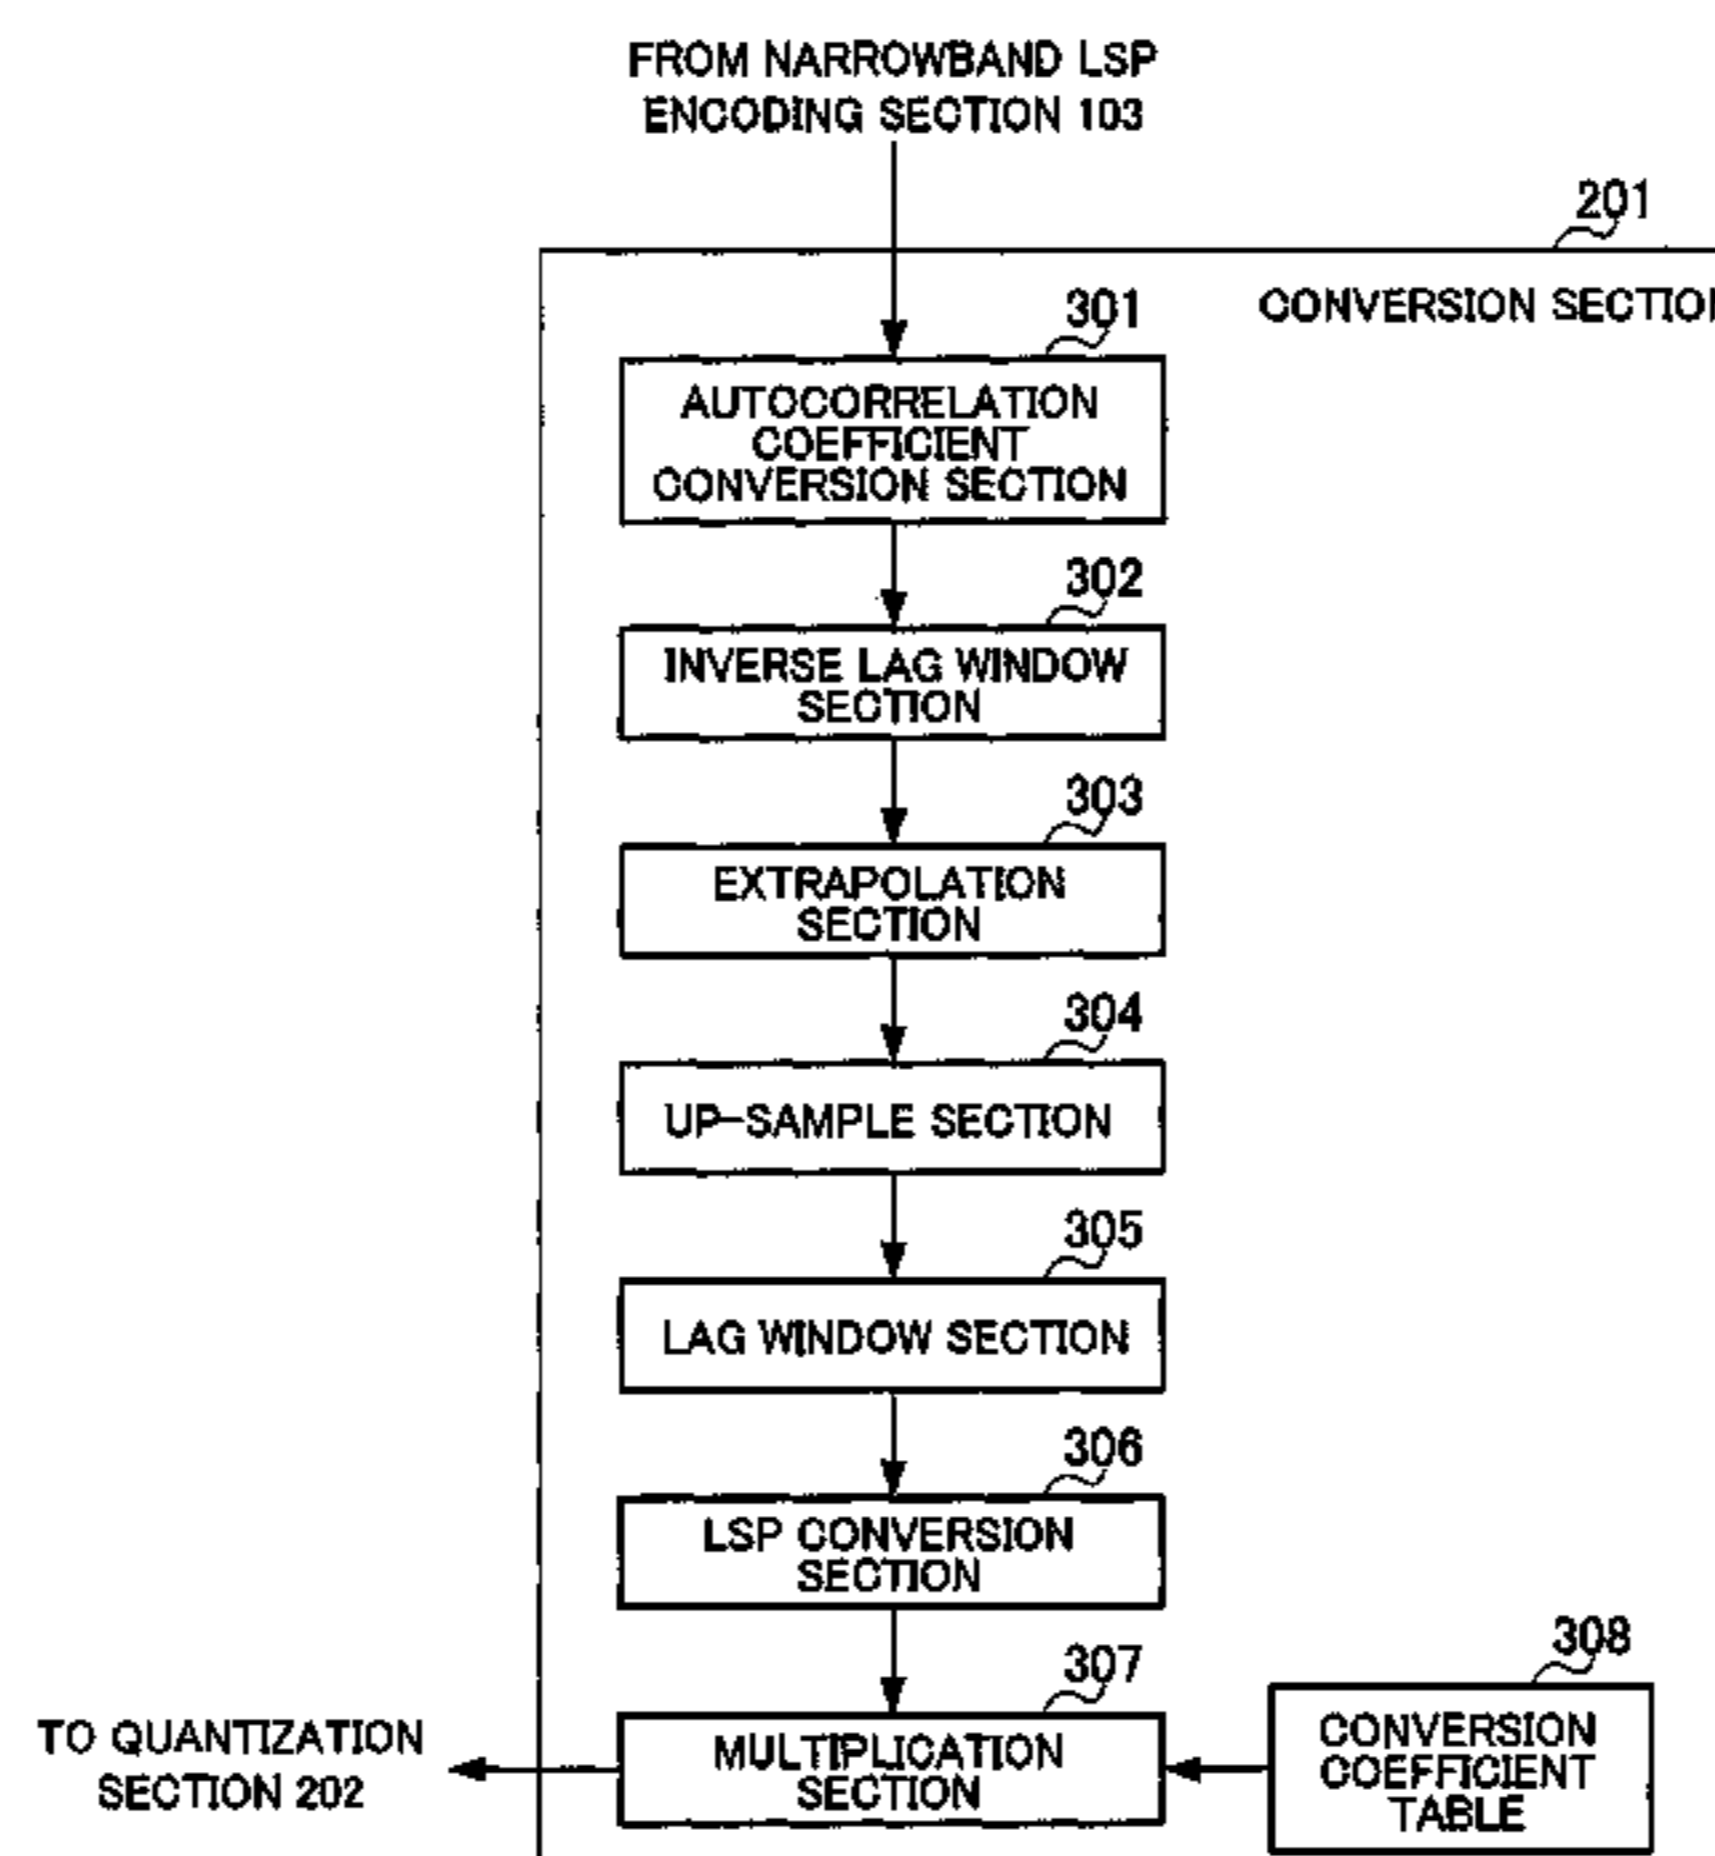 FROM NARROWBAND LSP
ENCODING SECTION 103
201
CONVERSION SECTION
301
AUTOCORRELATION
COEFFICIENT
CONVERSION SECTION
302
INVERSE LAG WINDOW
SECTION
303
EXTRAPOLATION
SECTION
304
UP-SAMPLE SECTION
305
LAG WINDOW SECTION
306
LSP CONVERSION
SECTION
307
MULTIPLICATION
SECTION
308
CONVERSION
COEFFICIENT
TABLE
TO QUANTIZATION
SECTION 202